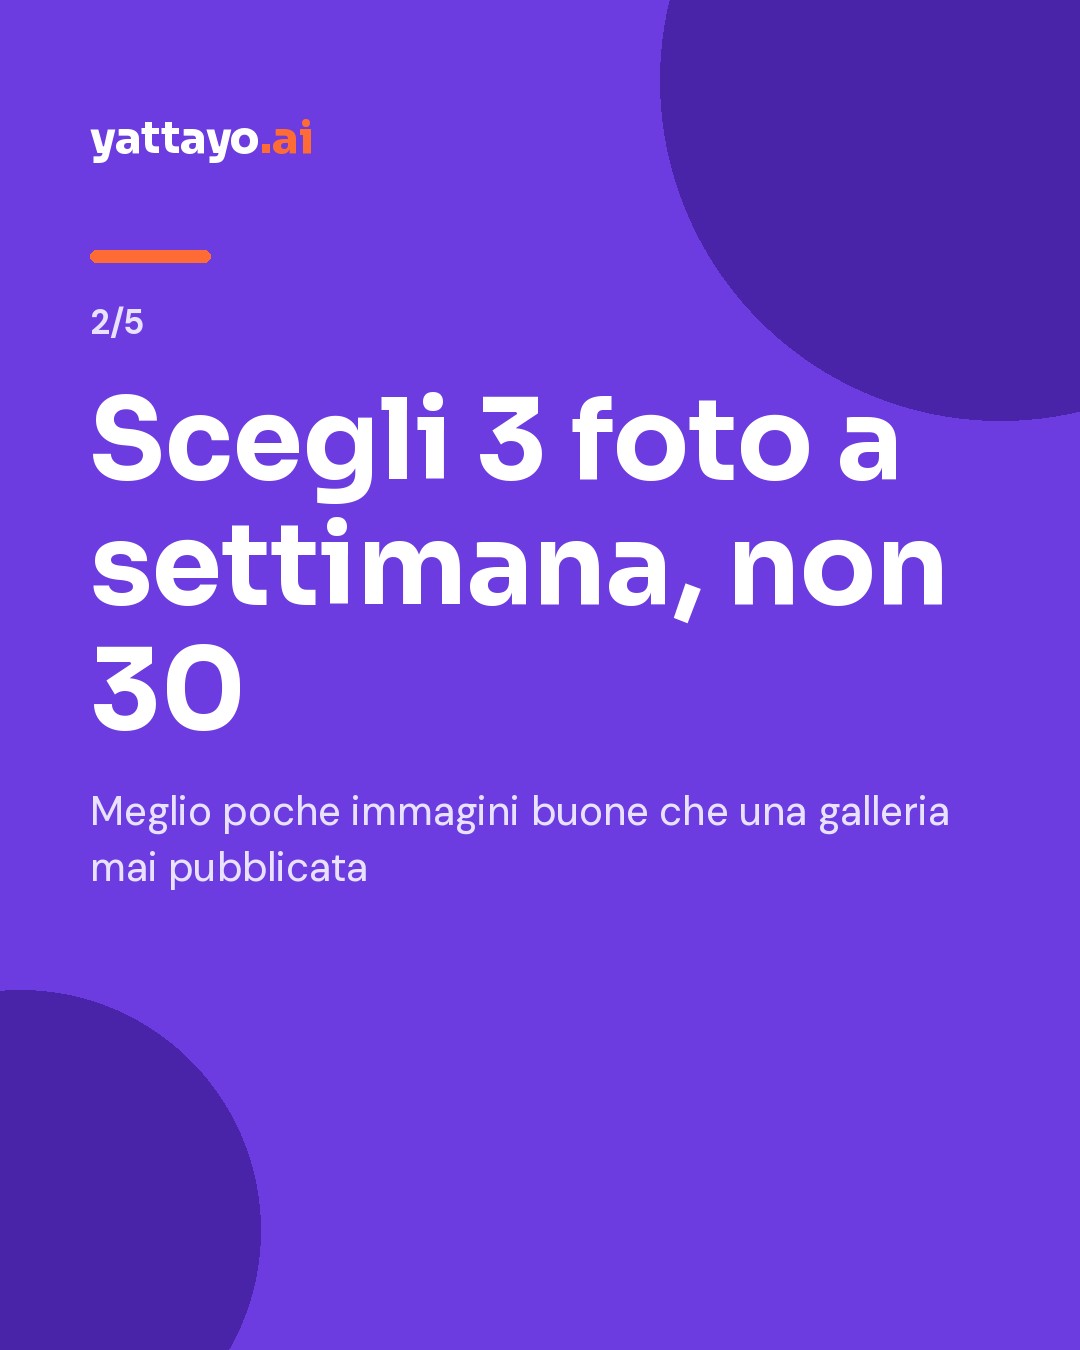 yattayo.ai
2/5
Scegli 3 foto a
settimana, non
30
Meglio poche immagini buone che una galleria
mai pubblicata